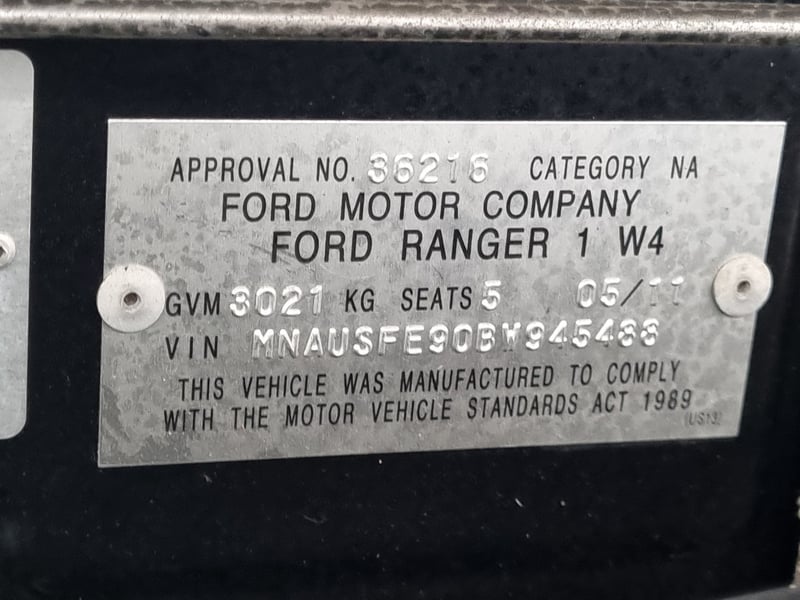 APPROVAL NO. 36216 CATEGORY NA
FORD MOTOR COMPANY
FORD RANGER 1 W4
GVM 3021 KG SEATS 5 05/11
VIN MNAUSFE90BW945488
THIS VEHICLE WAS MANUFACTURED TO COMPLY
WITH THE MOTOR VEHICLE STANDARDS ACT 1989
(US13)